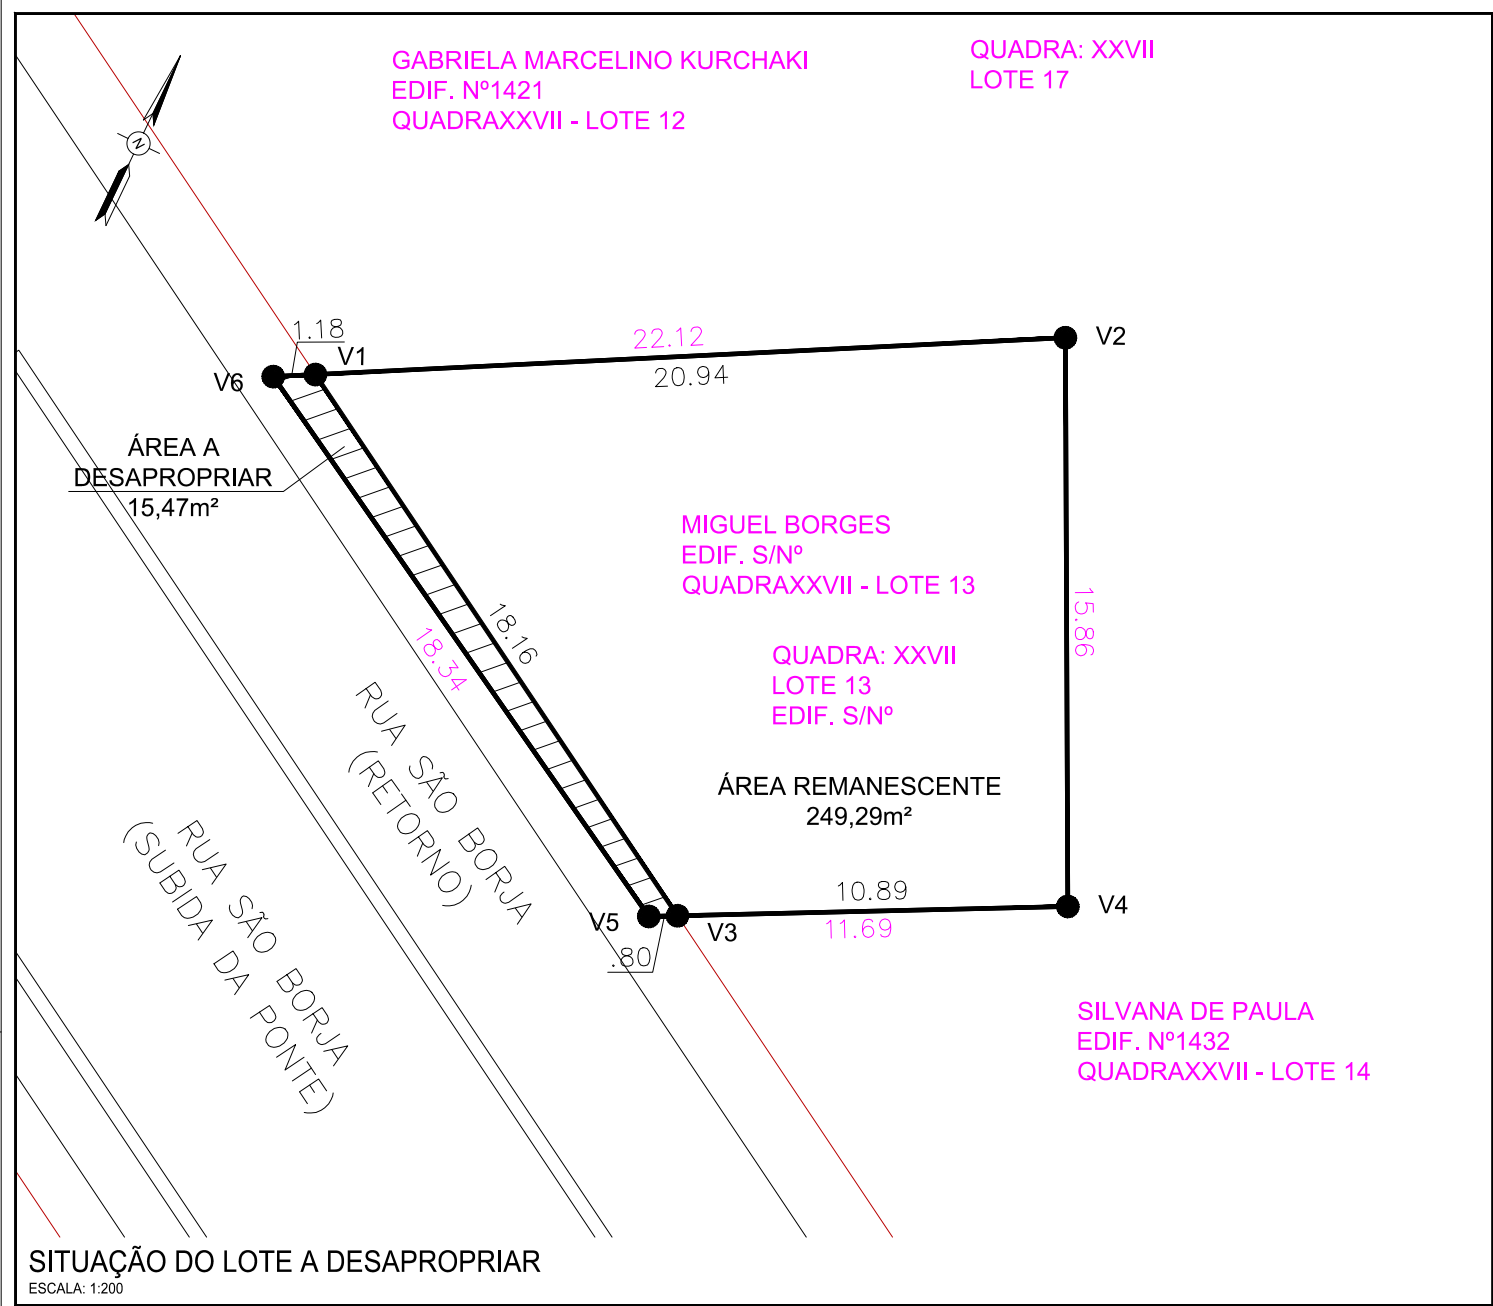 GABRIELA MARCELINO KURCHAKI
EDIF. Nº1421
QUADRAXXVII - LOTE 12
QUADRA: XXVII
LOTE 17
N
1.18
V1
V6
22.12
20.94
V2
ÁREA A
DESAPROPRIAR
15,47m²
MIGUEL BORGES
EDIF. S/Nº
QUADRAXXVII - LOTE 13
15.86
18.16
18.34
QUADRA: XXVII
LOTE 13
EDIF. S/Nº
RUA SÃO BORJA
(RETORNO)
ÁREA REMANESCENTE
249,29m²
RUA SÃO BORJA
(SUBIDA DA PONTE)
10.89
11.69
V4
V5
V3
.80
SILVANA DE PAULA
EDIF. Nº1432
QUADRAXXVII - LOTE 14
SITUAÇÃO DO LOTE A DESAPROPRIAR
ESCALA: 1:200